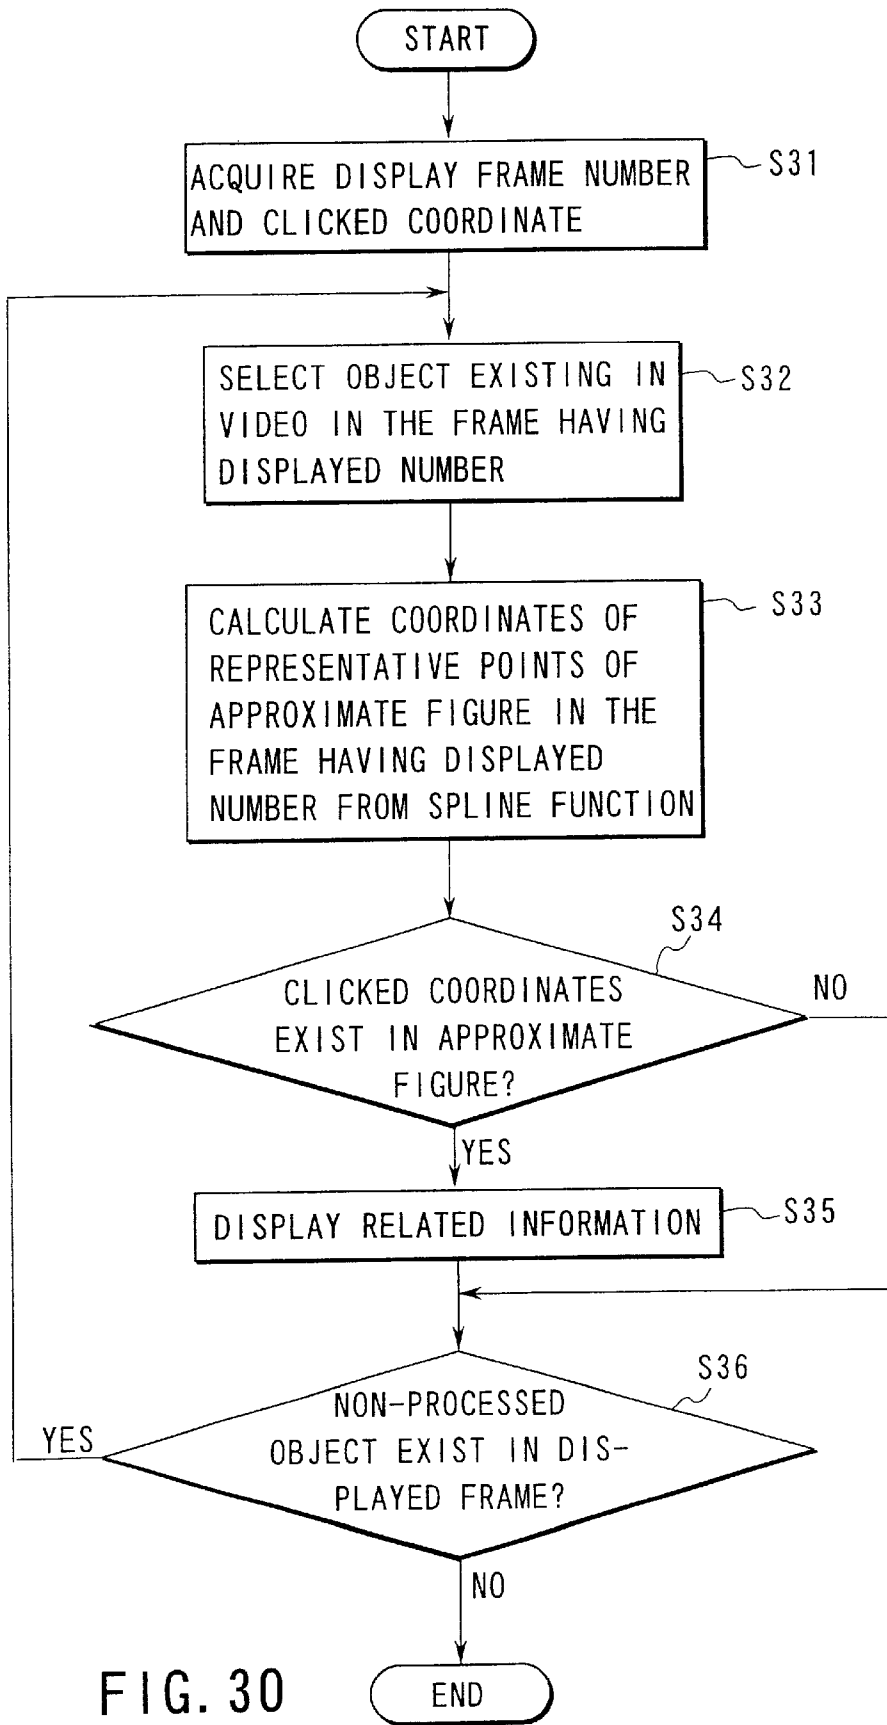 START
ACQUIRE DISPLAY FRAME NUMBER
AND CLICKED COORDINATE
S31
SELECT OBJECT EXISTING IN
VIDEO IN THE FRAME HAVING
DISPLAYED NUMBER
S32
CALCULATE COORDINATES OF
REPRESENTATIVE POINTS OF
APPROXIMATE FIGURE IN THE
FRAME HAVING DISPLAYED
NUMBER FROM SPLINE FUNCTION
S33
S34
CLICKED COORDINATES
EXIST IN APPROXIMATE
FIGURE?
NO
YES
DISPLAY RELATED INFORMATION
S35
S36
NON-PROCESSED
OBJECT EXIST IN DIS-
PLAYED FRAME?
YES
NO
END
FIG. 30